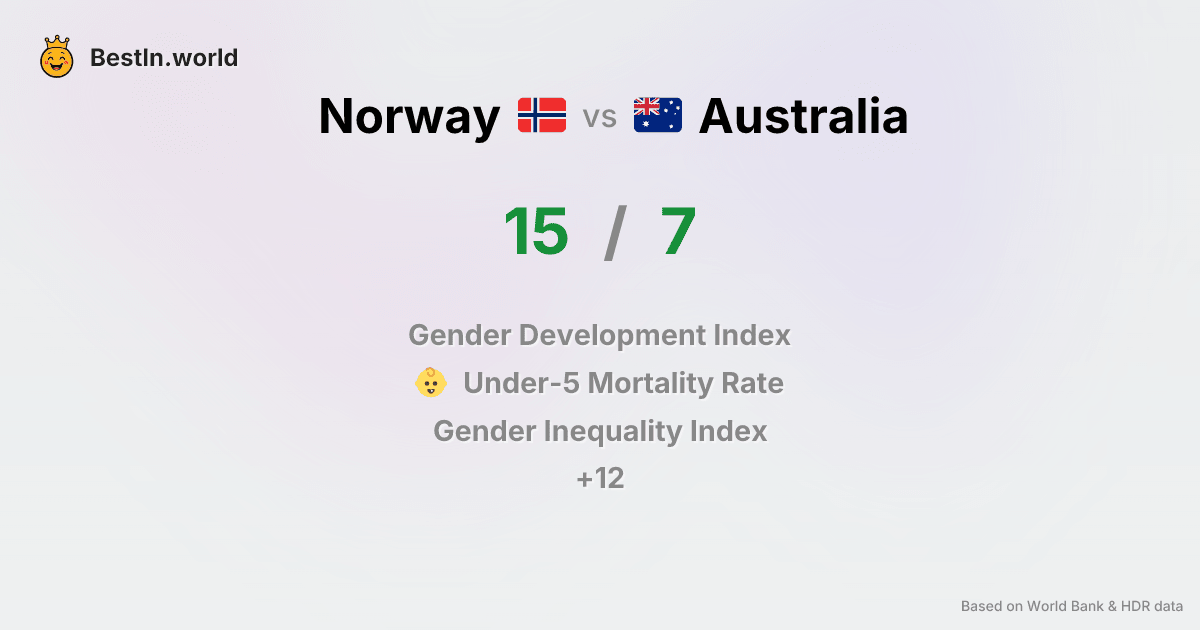 BestIn.world
Norway vs Australia
15 / 7
Gender Development Index
Under-5 Mortality Rate
Gender Inequality Index
+12
Based on World Bank & HDR data